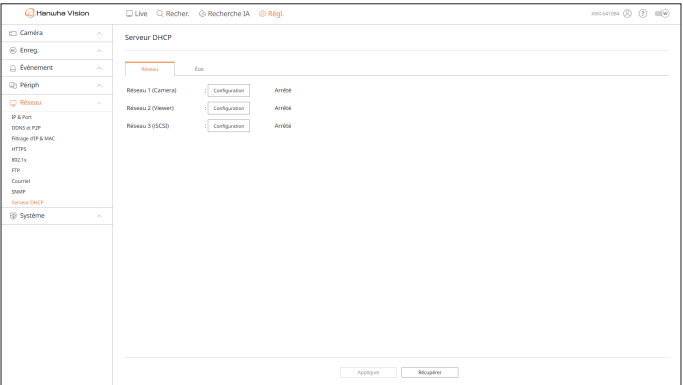 Hanwha Vision
Live Recher. Recherche IA Régl.
XRN-6410B4
Caméra
Enreg.
Événement
Périph
Réseau
IP & Port
DDNS et P2P
Filtrage d'IP & MAC
HTTPS
802.1x
FTP
Courriel
SNMP
Serveur DHCP
Système
Serveur DHCP
Réseau État
Réseau 1 (Camera) : Configuration Arrêté
Réseau 2 (Viewer) : Configuration Arrêté
Réseau 3 (iSCSI) : Configuration Arrêté
Appliquer Récupérer